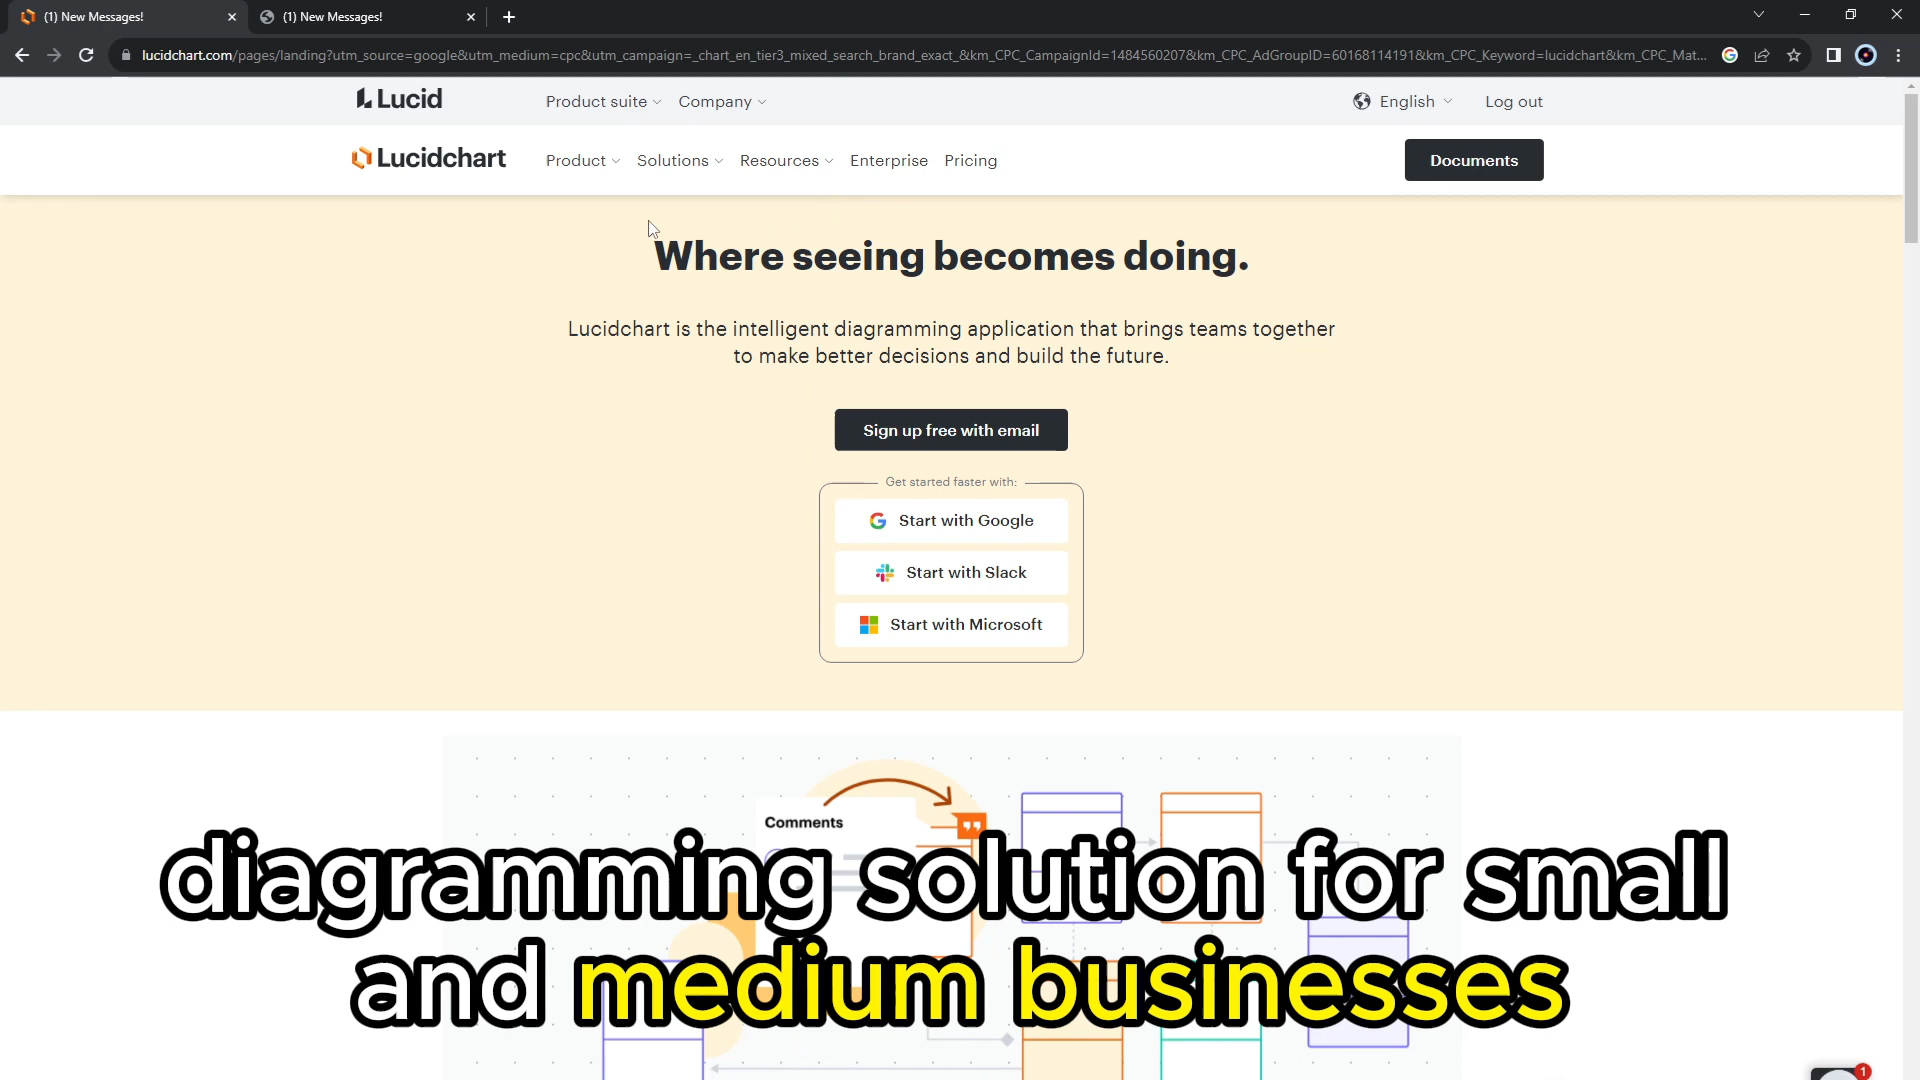 (1) New Messages!
(1) New Messages!
lucidchart.com/pages/landing?utm_source=google&utm_medium=cpc&utm_campaign=_chart_en_tier3_mixed_search_brand_exact_&km_CPC_CampaignId=1484560207&km_CPC_AdGroupID=60168114191&km_CPC_Keyword=lucidchart&km_CPC_Mat...
Lucid
Product suite
Company
English
Log out
Lucidchart
Product
Solutions
Resources
Enterprise
Pricing
Documents
Where seeing becomes doing.
Lucidchart is the intelligent diagramming application that brings teams together
to make better decisions and build the future.
Sign up free with email
Get started faster with:
Start with Google
Start with Slack
Start with Microsoft
Comments
diagramming solution for small
and medium businesses
1